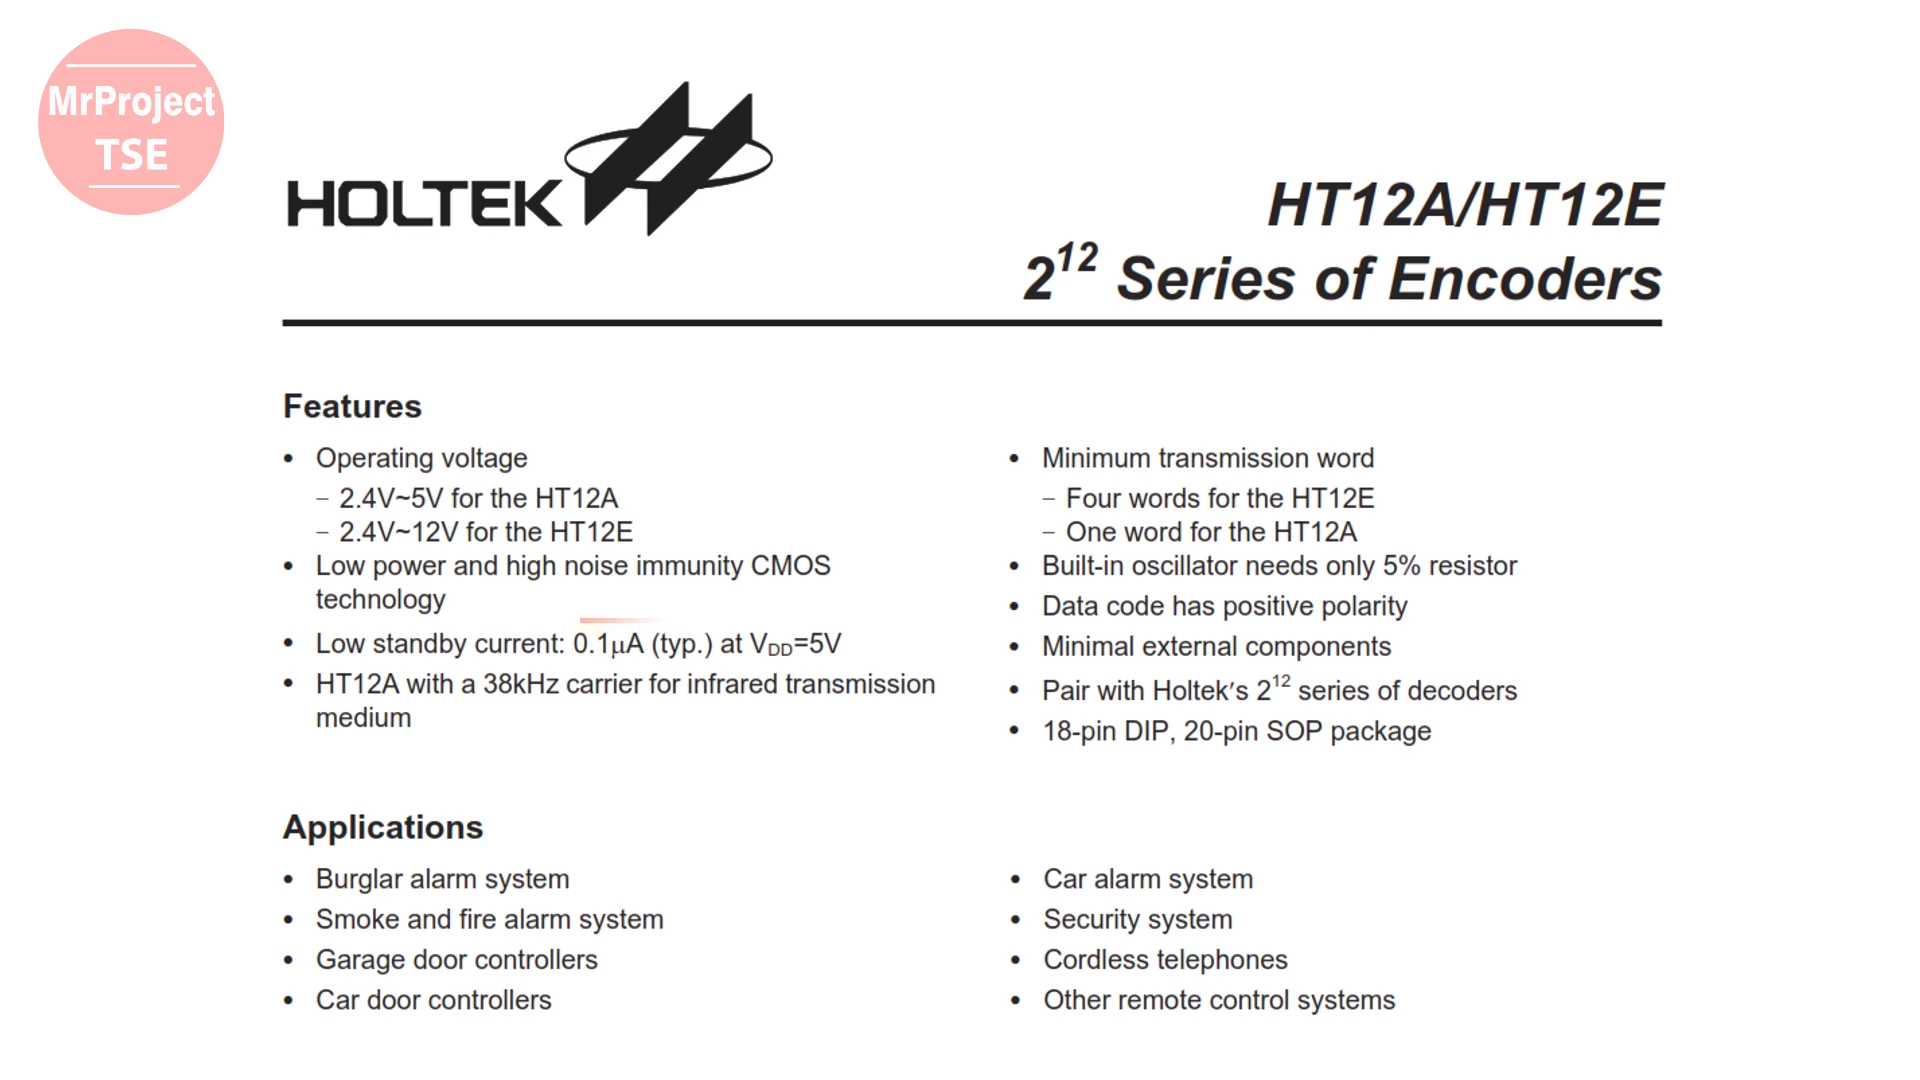 MrProject
TSE
HOLTEK
HT12A/HT12E
2¹² Series of Encoders
Features
• Operating voltage
− 2.4V~5V for the HT12A
− 2.4V~12V for the HT12E
• Low power and high noise immunity CMOS
technology
• Low standby current: 0.1μA (typ.) at VDD=5V
• HT12A with a 38kHz carrier for infrared transmission
medium
• Minimum transmission word
− Four words for the HT12E
− One word for the HT12A
• Built-in oscillator needs only 5% resistor
• Data code has positive polarity
• Minimal external components
• Pair with Holtek′s 2¹² series of decoders
• 18-pin DIP, 20-pin SOP package
Applications
• Burglar alarm system
• Smoke and fire alarm system
• Garage door controllers
• Car door controllers
• Car alarm system
• Security system
• Cordless telephones
• Other remote control systems